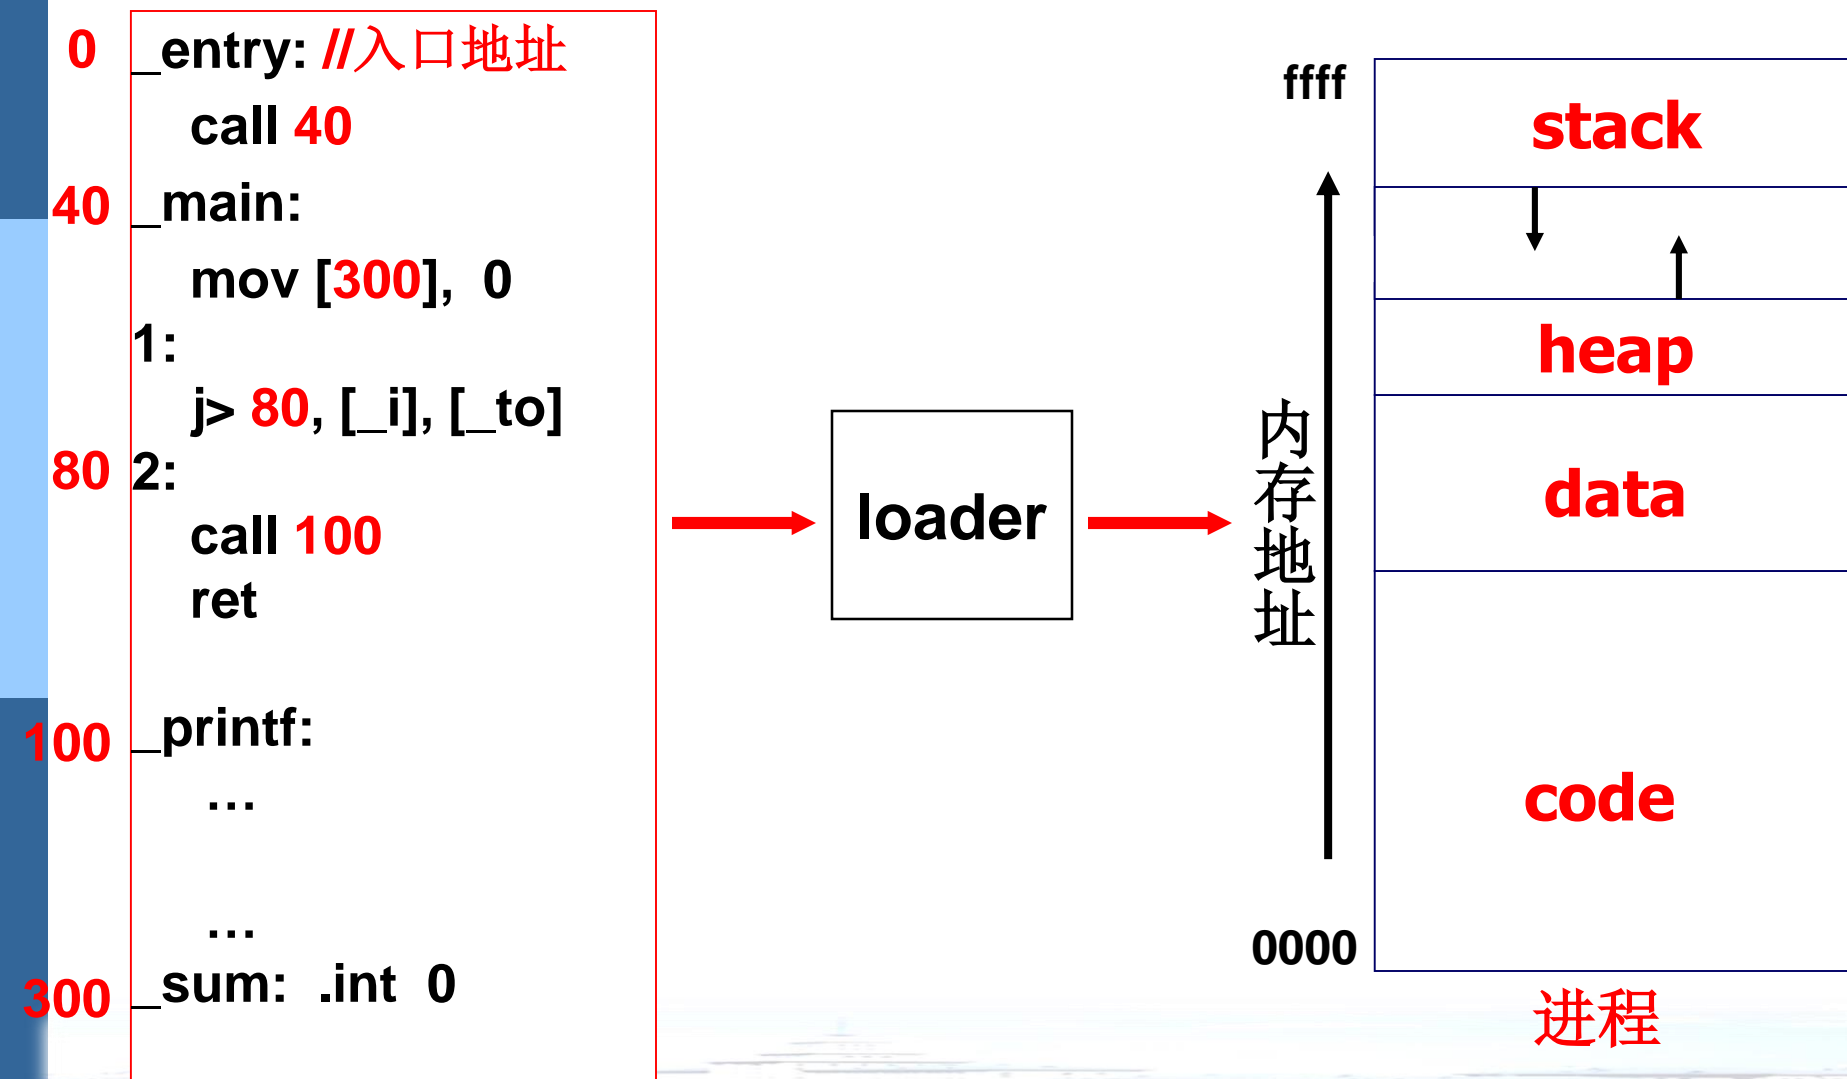 0 _entry: //入口地址
call 40
40 _main:
mov [300], 0
1:
j> 80, [_i], [_to]
80 2:
call 100
ret
100 _printf:
…
…
300 _sum: .int 0
loader
内存地址
ffff
0000
stack
heap
data
code
进程